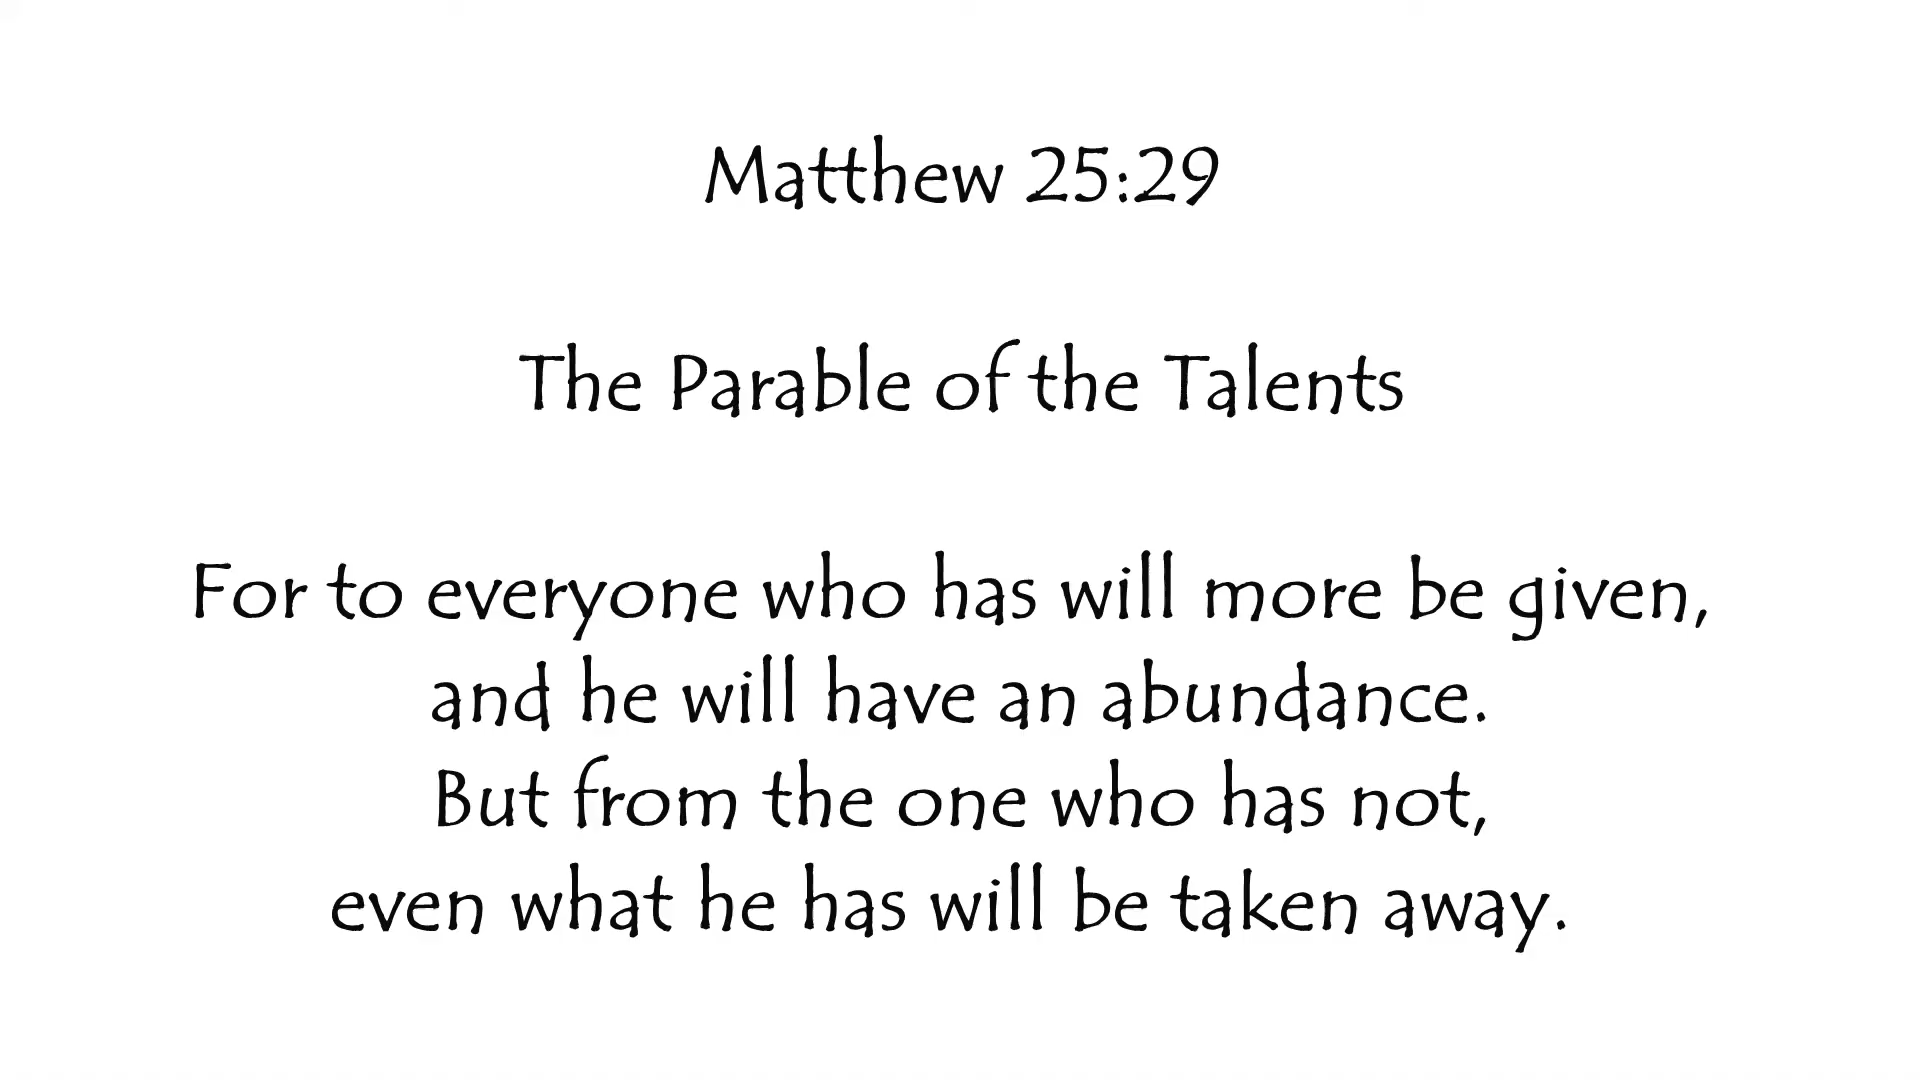 Matthew 25:29
The Parable of the Talents
For to everyone who has will more be given,
and he will have an abundance.
But from the one who has not,
even what he has will be taken away.